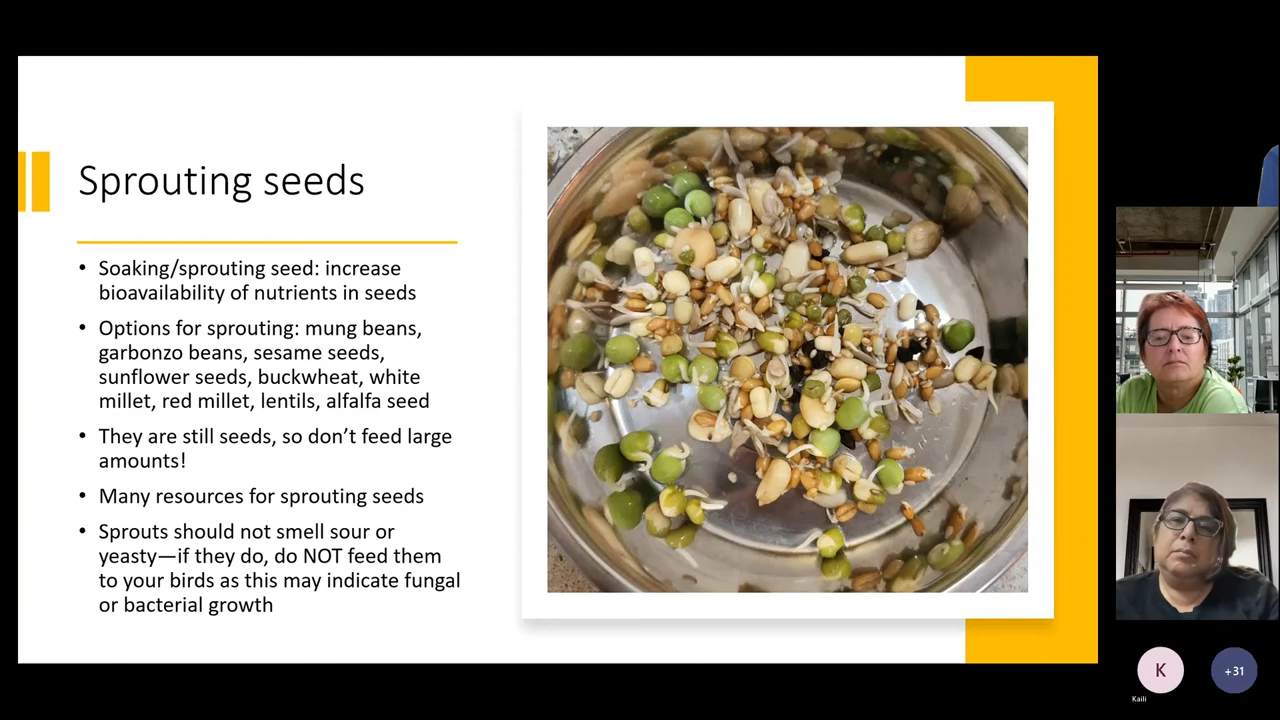 Sprouting seeds
• Soaking/sprouting seed: increase
bioavailability of nutrients in seeds
• Options for sprouting: mung beans,
garbonzo beans, sesame seeds,
sunflower seeds, buckwheat, white
millet, red millet, lentils, alfalfa seed
• They are still seeds, so don’t feed large
amounts!
• Many resources for sprouting seeds
• Sprouts should not smell sour or
yeasty—if they do, do NOT feed them
to your birds as this may indicate fungal
or bacterial growth
K
+31
Kaili